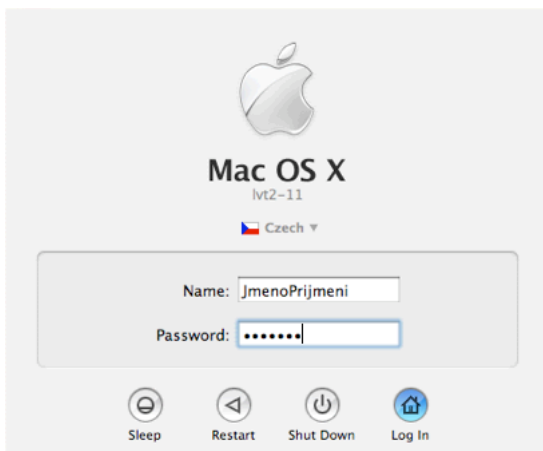 Mac OS X
lvt2-11
Czech
Name: JmenoPrijmeni
Password: •••••••
Sleep Restart Shut Down Log In